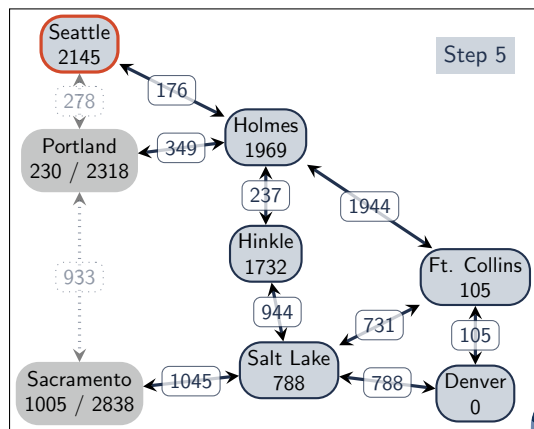 Seattle
2145
Step 5
176
278
Holmes
1969
Portland
230 / 2318
349
237
1944
Hinkle
1732
Ft. Collins
105
933
944
731
105
Salt Lake
788
Sacramento
1005 / 2838
1045
788
Denver
0